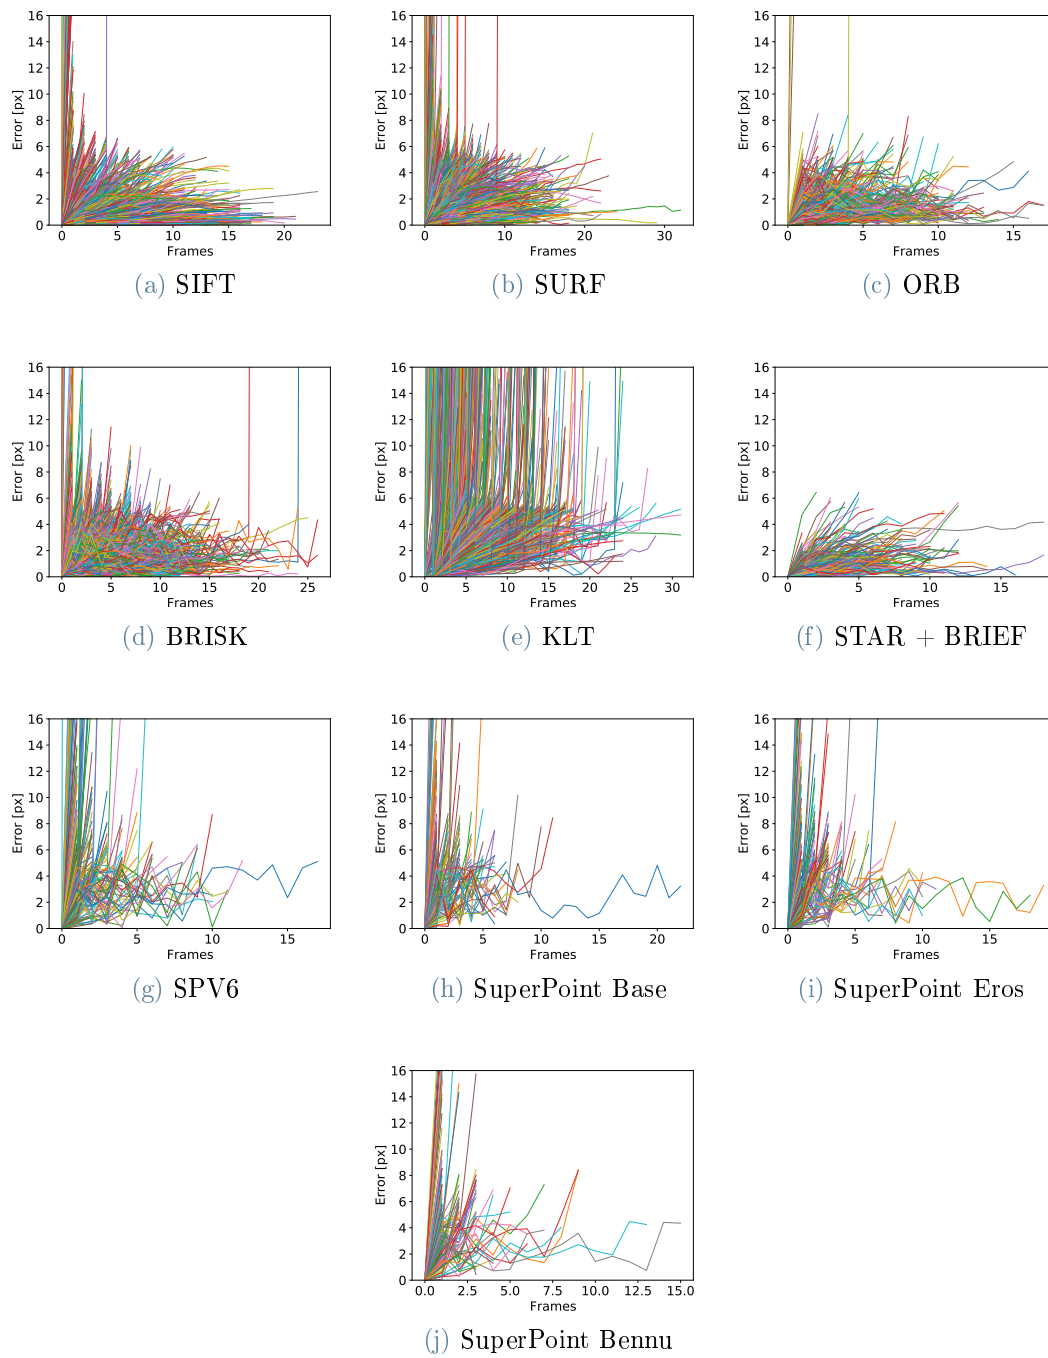 16
14
12
10
8
6
4
2
0
Error [px]
0 5 10 15 20
Frames
(a) SIFT
16
14
12
10
8
6
4
2
0
Error [px]
0 10 20 30
Frames
(b) SURF
16
14
12
10
8
6
4
2
0
Error [px]
0 5 10 15
Frames
(c) ORB
16
14
12
10
8
6
4
2
0
Error [px]
0 5 10 15 20 25
Frames
(d) BRISK
16
14
12
10
8
6
4
2
0
Error [px]
0 5 10 15 20 25 30
Frames
(e) KLT
16
14
12
10
8
6
4
2
0
Error [px]
0 5 10 15
Frames
(f) STAR + BRIEF
16
14
12
10
8
6
4
2
0
Error [px]
0 5 10 15
Frames
(g) SPV6
16
14
12
10
8
6
4
2
0
Error [px]
0 5 10 15 20
Frames
(h) SuperPoint Base
16
14
12
10
8
6
4
2
0
Error [px]
0 5 10 15
Frames
(i) SuperPoint Eros
16
14
12
10
8
6
4
2
0
Error [px]
0.0 2.5 5.0 7.5 10.0 12.5 15.0
Frames
(j) SuperPoint Bennu